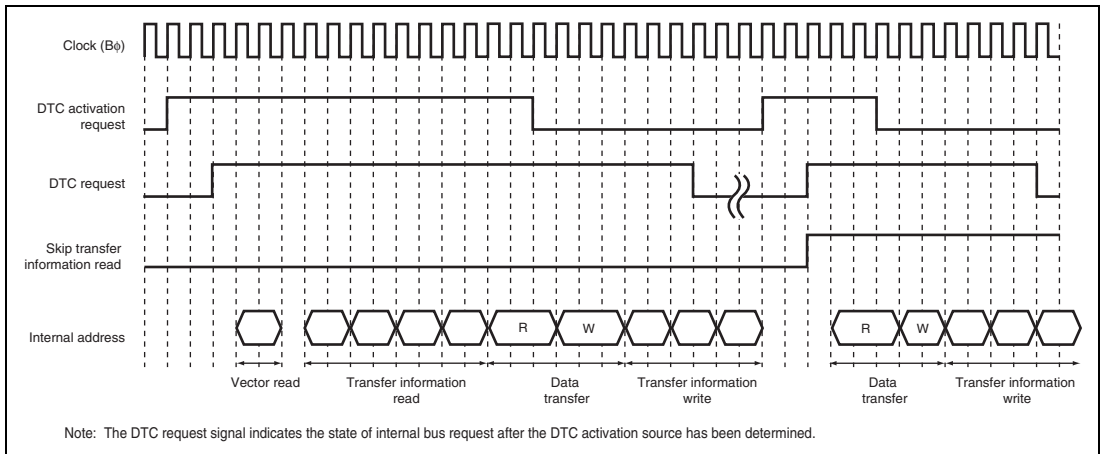 Clock (Bφ)
DTC activation
request
DTC request
Skip transfer
information read
Internal address
R
W
R
W
Vector read
Transfer information
read
Data
transfer
Transfer information
write
Data
transfer
Transfer information
write
Note: The DTC request signal indicates the state of internal bus request after the DTC activation source has been determined.